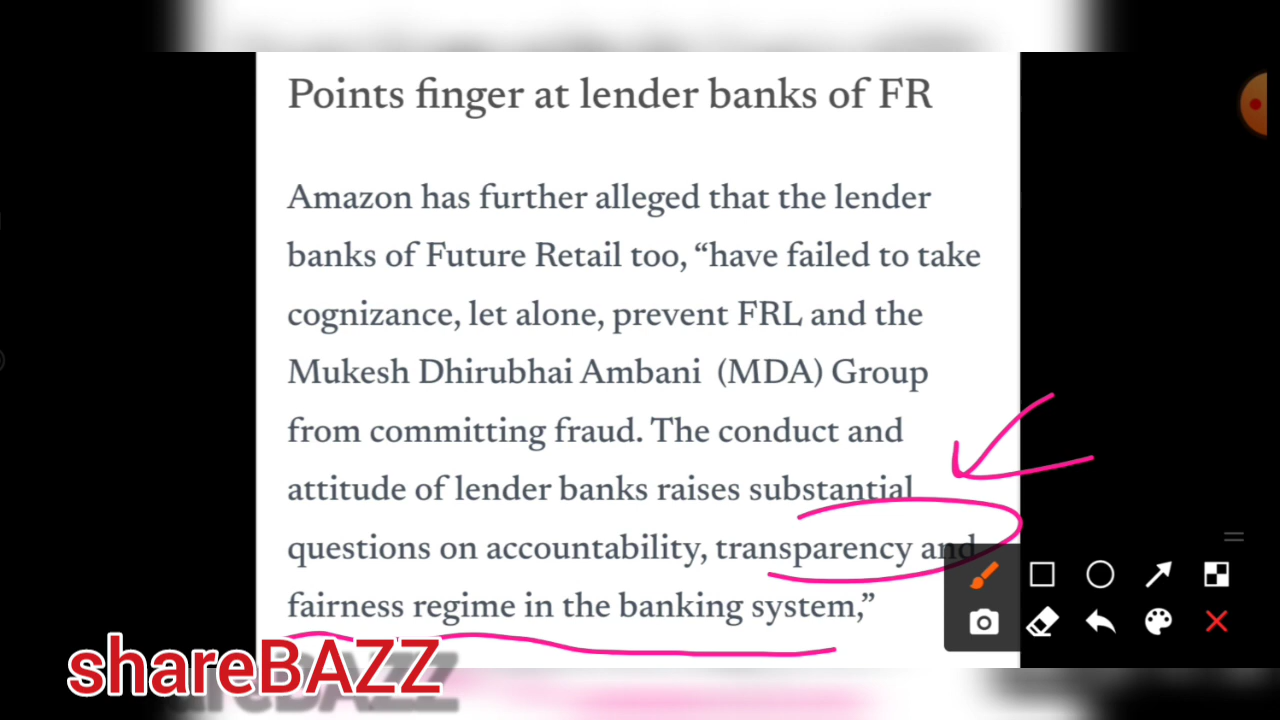 Points finger at lender banks of FR
Amazon has further alleged that the lender
banks of Future Retail too, “have failed to take
cognizance, let alone, prevent FRL and the
Mukesh Dhirubhai Ambani (MDA) Group
from committing fraud. The conduct and
attitude of lender banks raises substantial
questions on accountability, transparency and
fairness regime in the banking system,”
shareBAZZ